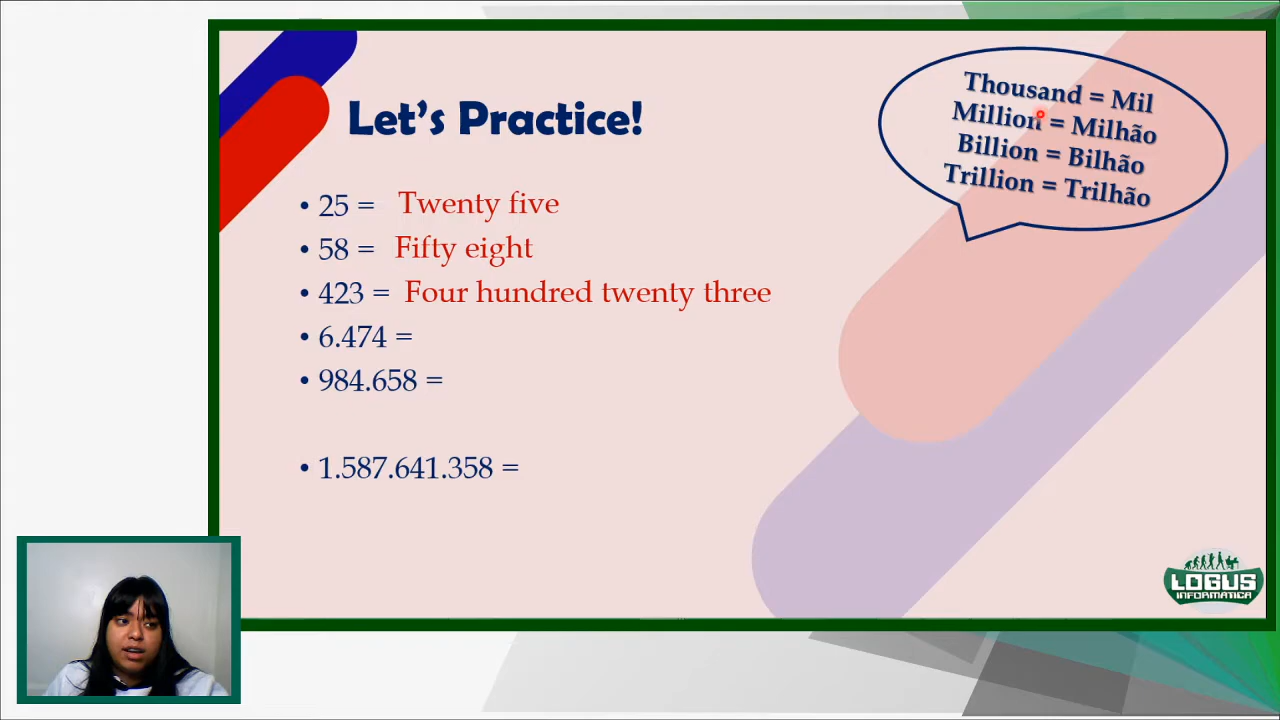 Let's Practice!
Thousand = Mil
Million = Milhão
Billion = Bilhão
Trillion = Trilhão
• 25 = Twenty five
• 58 = Fifty eight
• 423 = Four hundred twenty three
• 6.474 =
• 984.658 =
• 1.587.641.358 =
LOGUS
INFORMATICA